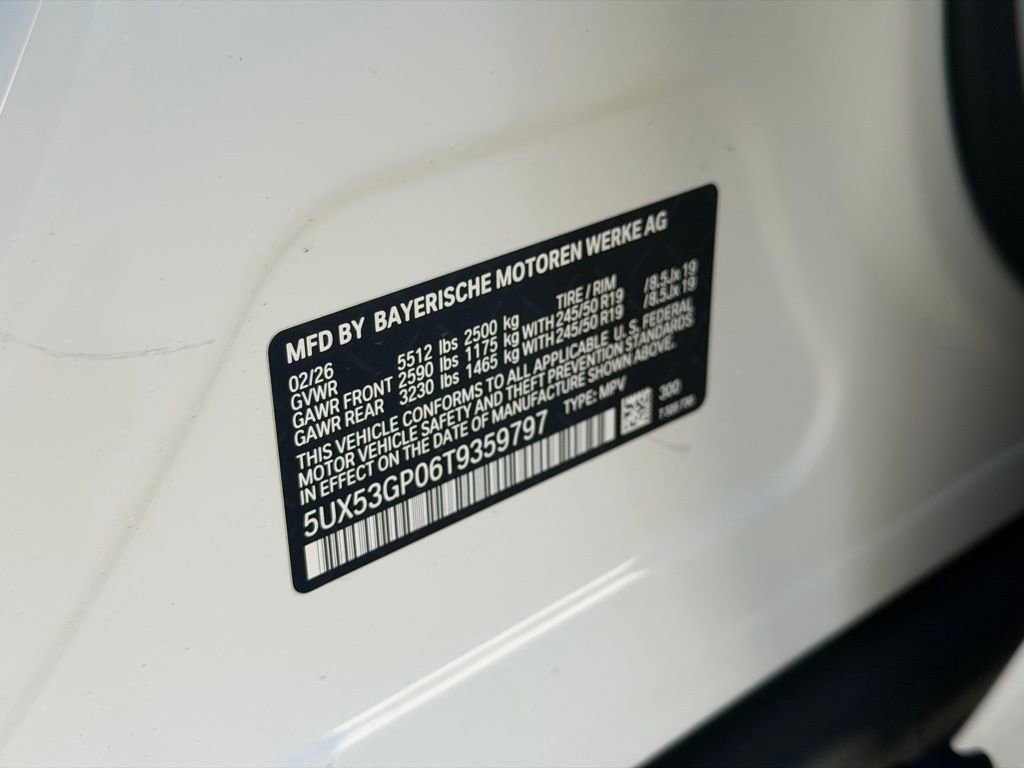 MFD BY BAYERISCHE MOTOREN WERKE AG
02/26 TIRE / RIM
GVWR 5512 lbs 2500 kg
GAWR FRONT 2590 lbs 1175 kg WITH 245/50 R19 /8.5Jx19
GAWR REAR 3230 lbs 1465 kg WITH 245/50 R19 /8.5Jx19
THIS VEHICLE CONFORMS TO ALL APPLICABLE U.S. FEDERAL
MOTOR VEHICLE SAFETY AND THEFT PREVENTION STANDARDS
IN EFFECT ON THE DATE OF MANUFACTURE SHOWN ABOVE.
5UX53GP06T9359797 TYPE: MPV 300